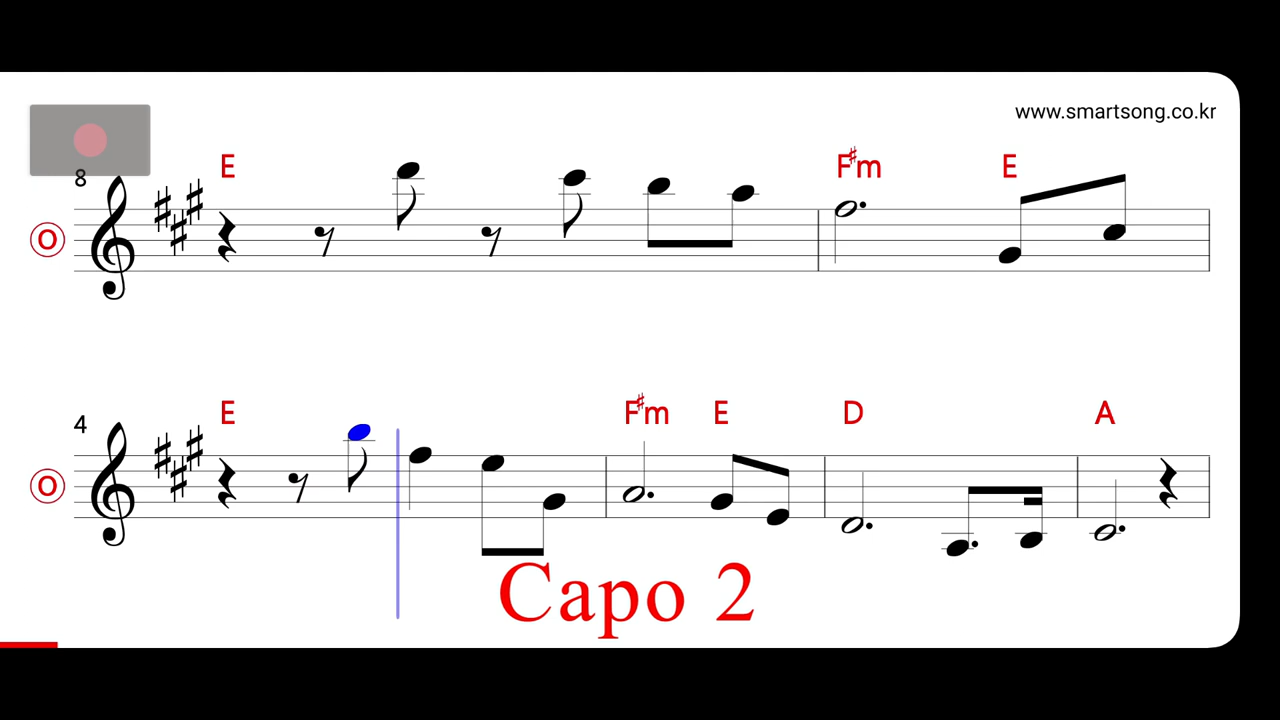 www.smartsong.co.kr
E F♯m E
8
O
E F♯m E D A
4
O
Capo 2